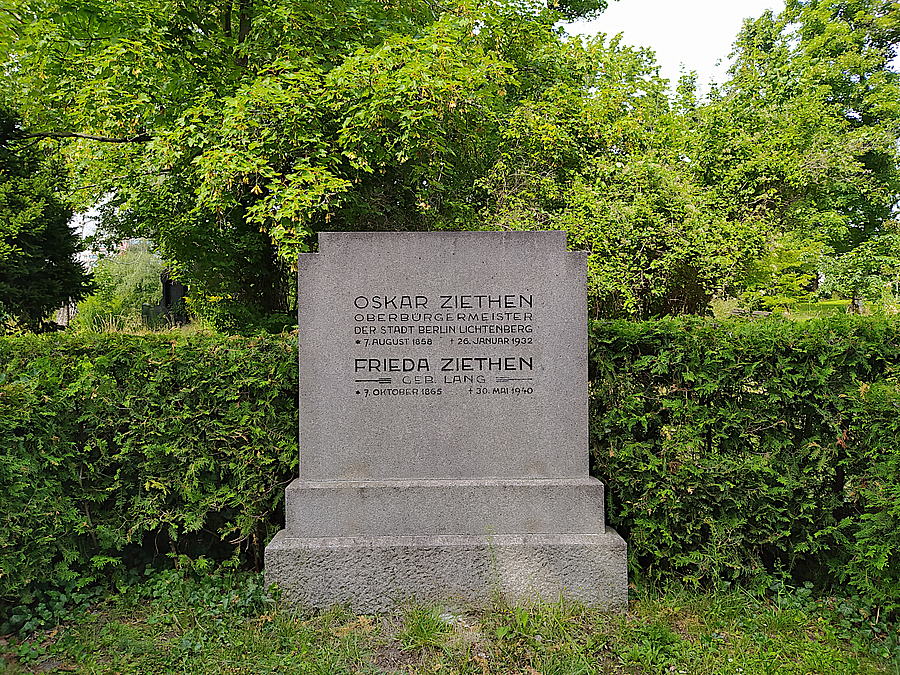 OSKAR ZIETHEN
OBERBÜRGERMEISTER
DER STADT BERLIN LICHTENBERG
* 7. AUGUST 1858 † 26. JANUAR 1932
FRIEDA ZIETHEN
GEB. LANG
* 7. OKTOBER 1865 † 30. MAI 1940